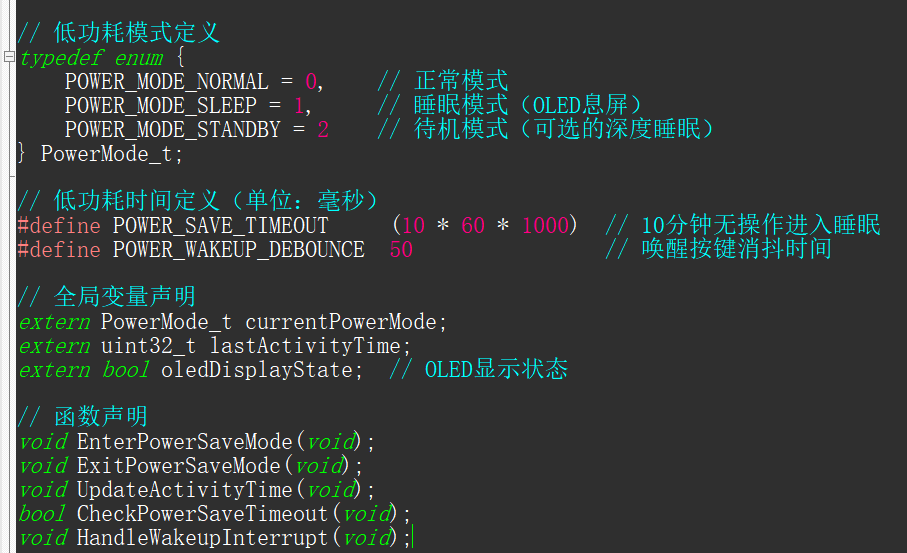 // 低功耗模式定义
typedef enum {
    POWER_MODE_NORMAL = 0,    // 正常模式
    POWER_MODE_SLEEP = 1,     // 睡眠模式（OLED息屏）
    POWER_MODE_STANDBY = 2    // 待机模式（可选的深度睡眠）
} PowerMode_t;
// 低功耗时间定义（单位：毫秒）
#define POWER_SAVE_TIMEOUT     (10 * 60 * 1000)  // 10分钟无操作进入睡眠
#define POWER_WAKEUP_DEBOUNCE  50                // 唤醒按键消抖时间
// 全局变量声明
extern PowerMode_t currentPowerMode;
extern uint32_t lastActivityTime;
extern bool oledDisplayState;  // OLED显示状态
// 函数声明
void EnterPowerSaveMode(void);
void ExitPowerSaveMode(void);
void UpdateActivityTime(void);
bool CheckPowerSaveTimeout(void);
void HandleWakeupInterrupt(void);